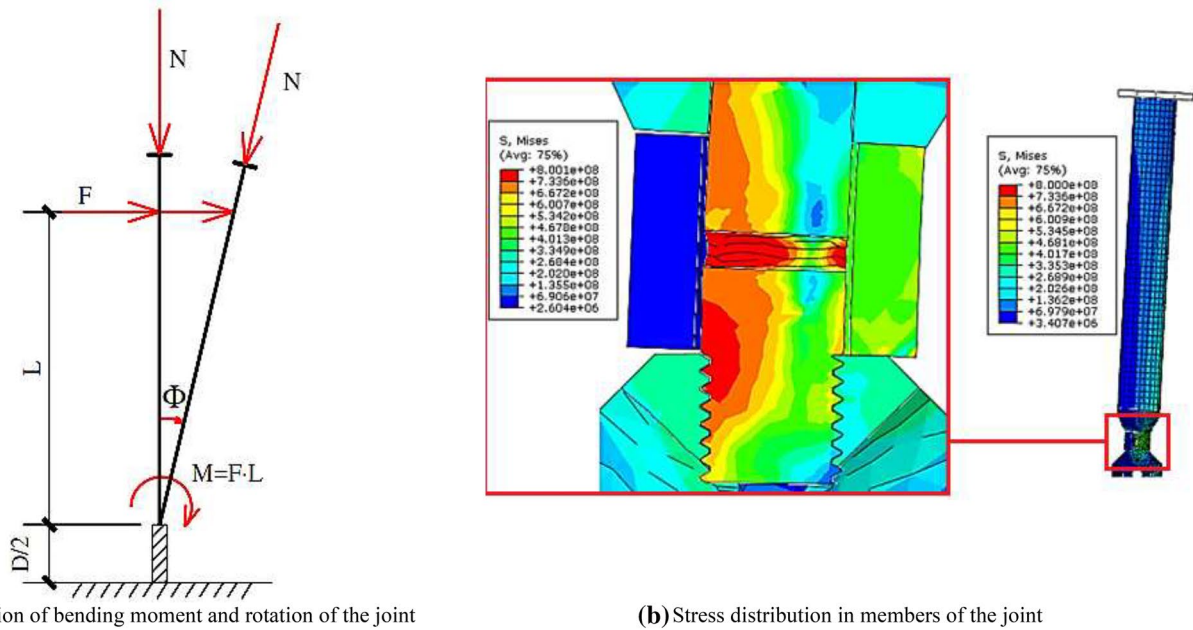 N
N
F
L
Φ
M=F·L
D/2
ion of bending moment and rotation of the joint
S, Mises
(Avg: 75%)
+8.001e+08
+7.336e+08
+6.672e+08
+6.007e+08
+5.342e+08
+4.678e+08
+4.013e+08
+3.349e+08
+2.684e+08
+2.020e+08
+1.355e+08
+6.906e+07
+2.604e+06
S, Mises
(Avg: 75%)
+8.000e+08
+7.336e+08
+6.672e+08
+6.009e+08
+5.345e+08
+4.681e+08
+4.017e+08
+3.353e+08
+2.689e+08
+2.026e+08
+1.362e+08
+6.979e+07
+3.407e+06
(b) Stress distribution in members of the joint